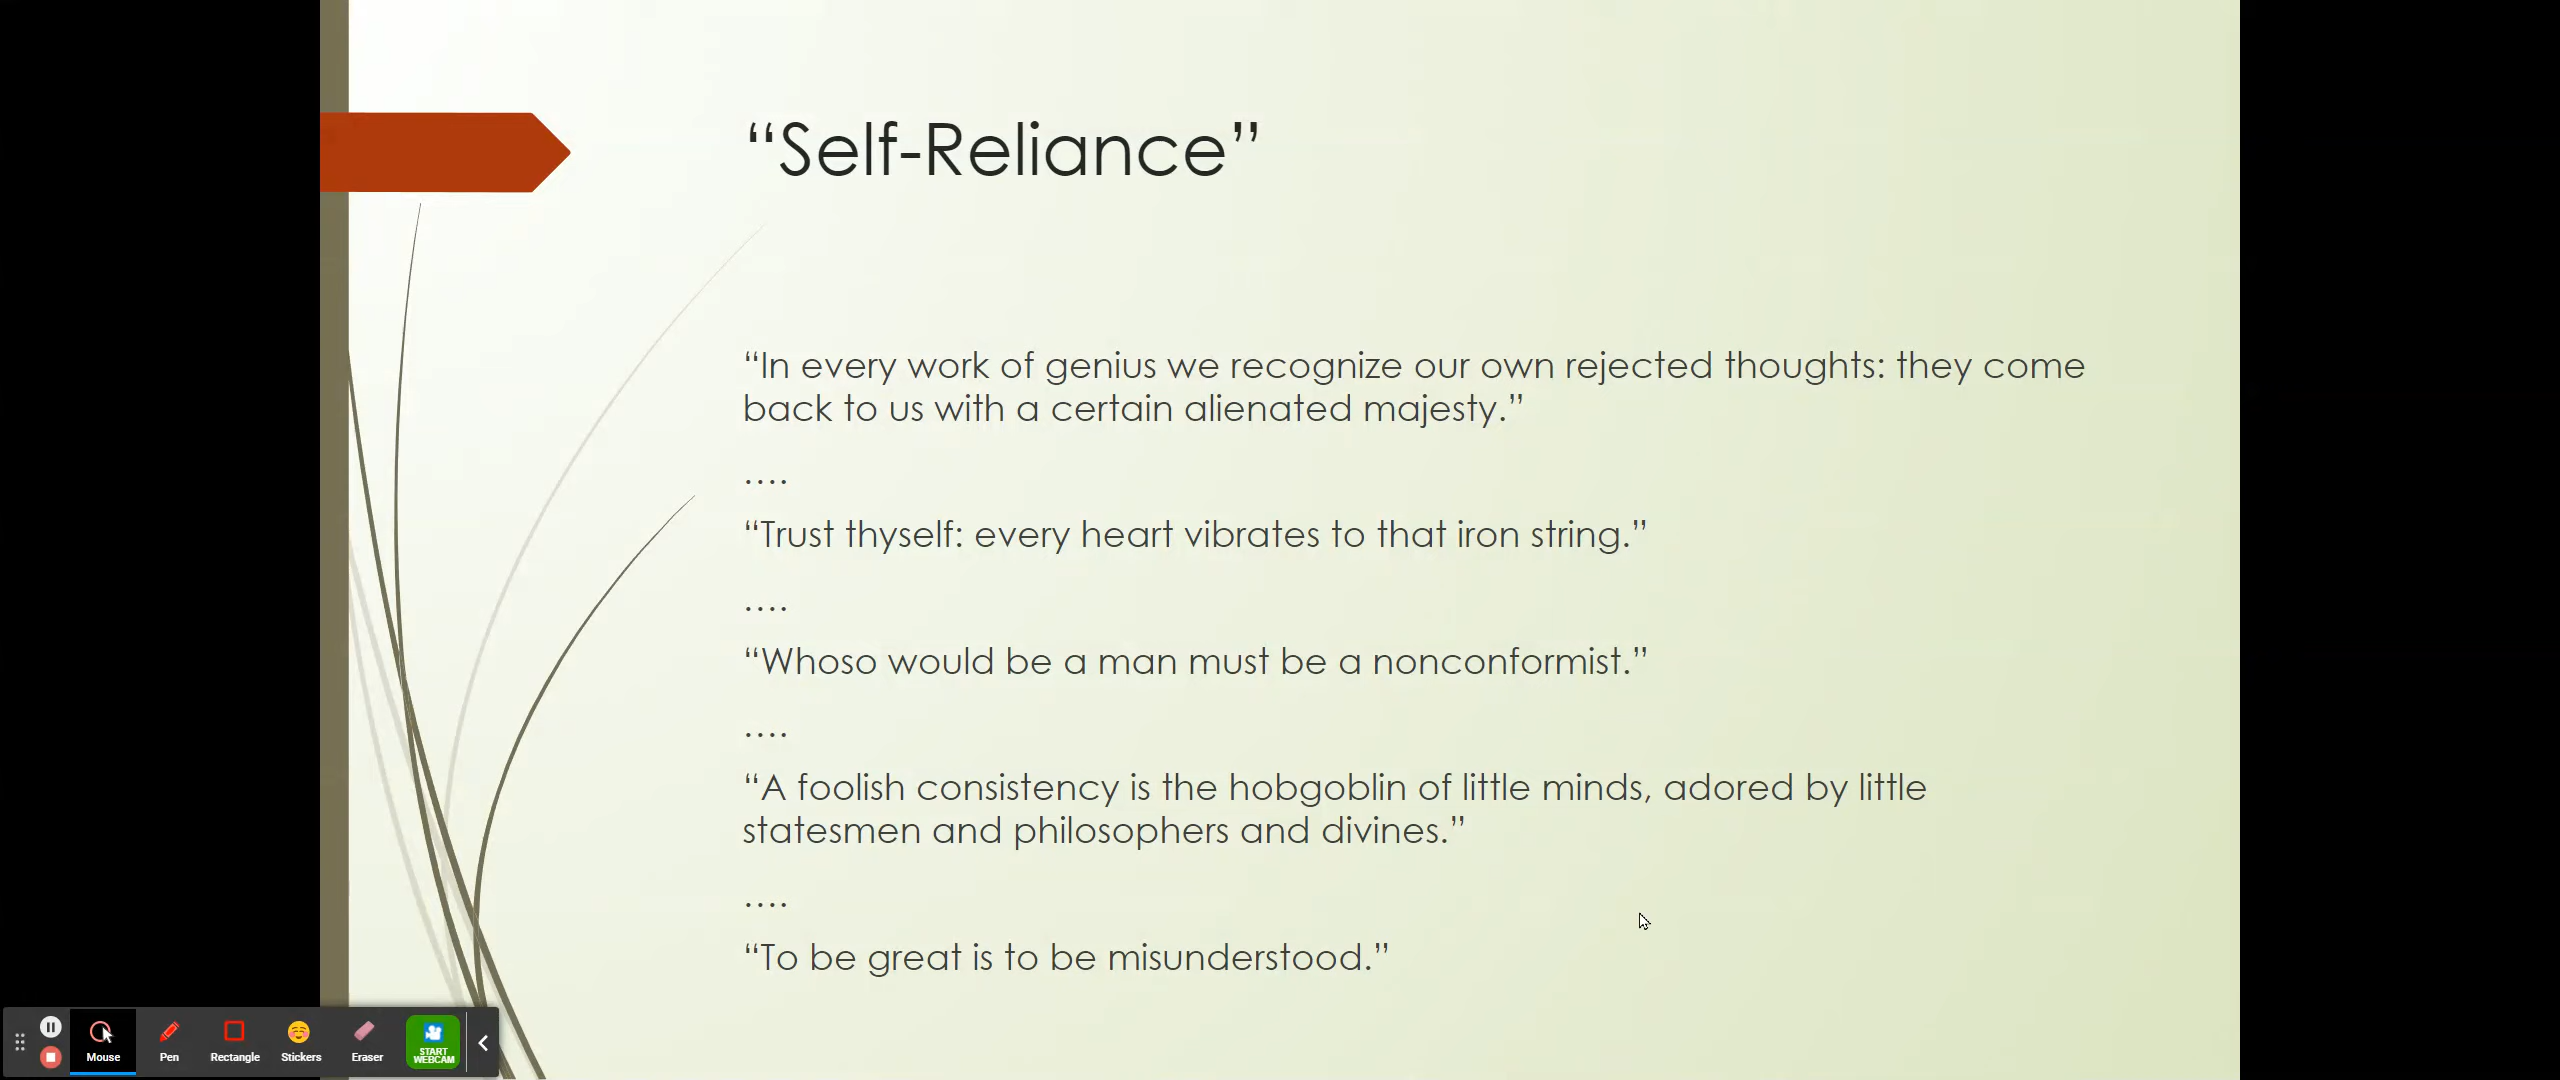 “Self-Reliance”
“In every work of genius we recognize our own rejected thoughts: they come
back to us with a certain alienated majesty.”
….
“Trust thyself: every heart vibrates to that iron string.”
….
“Whoso would be a man must be a nonconformist.”
….
“A foolish consistency is the hobgoblin of little minds, adored by little
statesmen and philosophers and divines.”
….
“To be great is to be misunderstood.”
Mouse Pen Rectangle Stickers Eraser START
WEBCAM